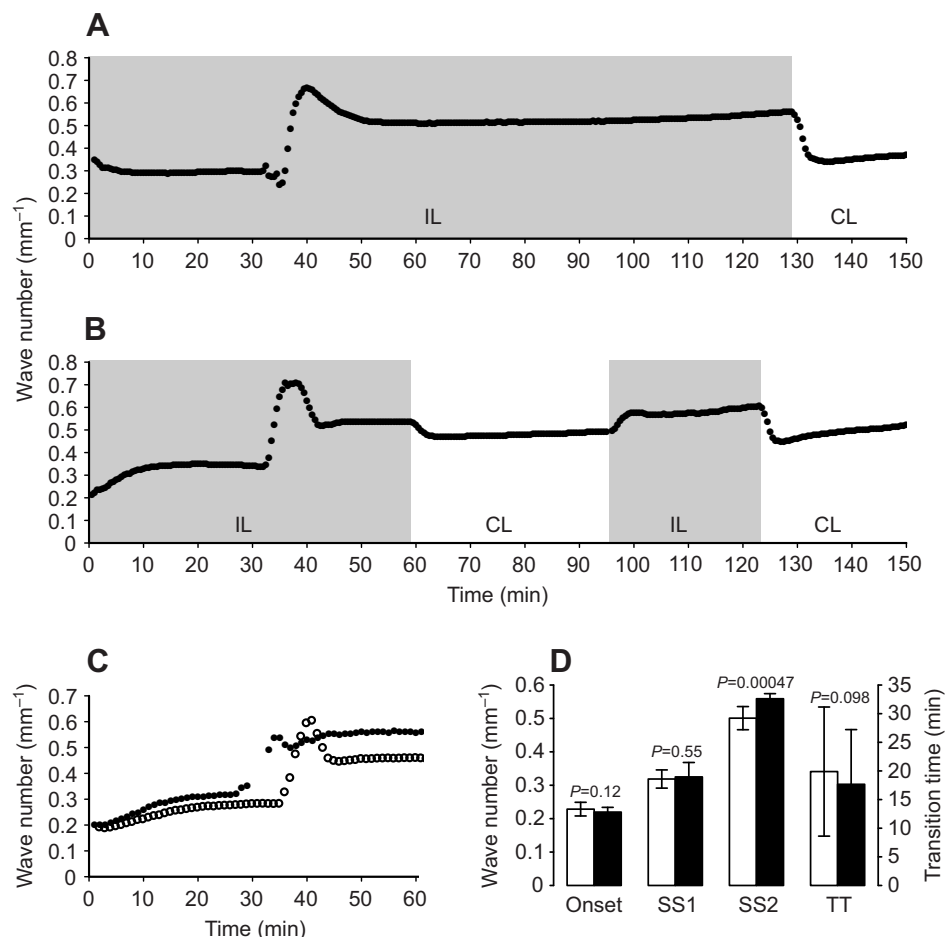 A
0.8
0.7
0.6
0.5
0.4
0.3
0.2
0.1
0
IL
CL
0 10 20 30 40 50 60 70 80 90 100 110 120 130 140 150
Wave number (mm−1)
B
0.8
0.7
0.6
0.5
0.4
0.3
0.2
0.1
0
IL CL IL CL
0 10 20 30 40 50 60 70 80 90 100 110 120 130 140 150
Time (min)
C
Wave number (mm−1)
0.7
0.6
0.5
0.4
0.3
0.2
0.1
0
0 10 20 30 40 50 60
Time (min)
D
Wave number (mm−1)
0.6
0.5
0.4
0.3
0.2
0.1
0
P=0.12
P=0.55
P=0.00047
P=0.098
Onset SS1 SS2 TT
35
30
25
20
15
10
5
0
Transition time (min)